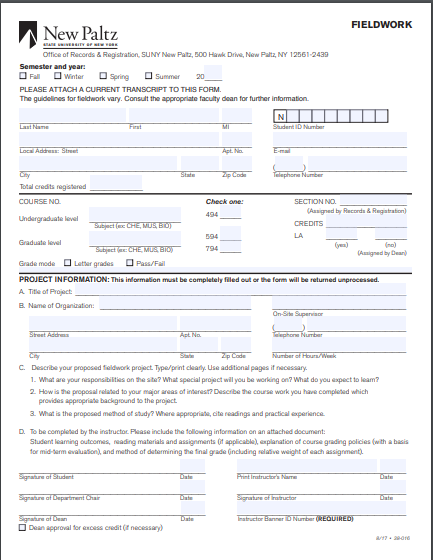 FIELDWORK
New Paltz
STATE UNIVERSITY OF NEW YORK
Office of Records & Registration, SUNY New Paltz, 500 Hawk Drive, New Paltz, NY 12561-2439
Semester and year:
Fall Winter Spring Summer 20
PLEASE ATTACH A CURRENT TRANSCRIPT TO THIS FORM.
The guidelines for fieldwork vary. Consult the appropriate faculty dean for further information.
N
Last Name First MI Student ID Number
Local Address: Street Apt. No. E-mail
( )
City State Zip Code Telephone Number
Total credits registered
COURSE NO. Check one: SECTION NO.
(Assigned by Records & Registration)
Undergraduate level 494
Subject (ex: CHE, MUS, BIO) CREDITS
Graduate level 594 LA
Subject (ex: CHE, MUS, BIO) 794 (yes) (no)
(Assigned by Dean)
Grade mode Letter grades Pass/Fail
PROJECT INFORMATION: This information must be completely filled out or the form will be returned unprocessed.
A. Title of Project:
B. Name of Organization:
On-Site Supervisor
( )
Street Address Apt. No. Telephone Number
City State Zip Code Number of Hours/Week
C. Describe your proposed fieldwork project. Type/print clearly. Use additional pages if necessary.
1. What are your responsibilities on the site? What special project will you be working on? What do you expect to learn?
2. How is the proposal related to your major areas of interest? Describe the course work you have completed which
provides appropriate background to the project.
3. What is the proposed method of study? Where appropriate, cite readings and practical experience.
D. To be completed by the instructor. Please include the following information on an attached document:
Student learning outcomes, reading materials and assignments (if applicable), explanation of course grading policies (with a basis
for mid-term evaluation), and method of determining the final grade (including relative weight of each assignment).
Signature of Student Date Print Instructor's Name Date
Signature of Department Chair Date Signature of Instructor Date
Signature of Dean Date Instructor Banner ID Number (REQUIRED)
Dean approval for excess credit (if necessary)
8/17 • 38-016